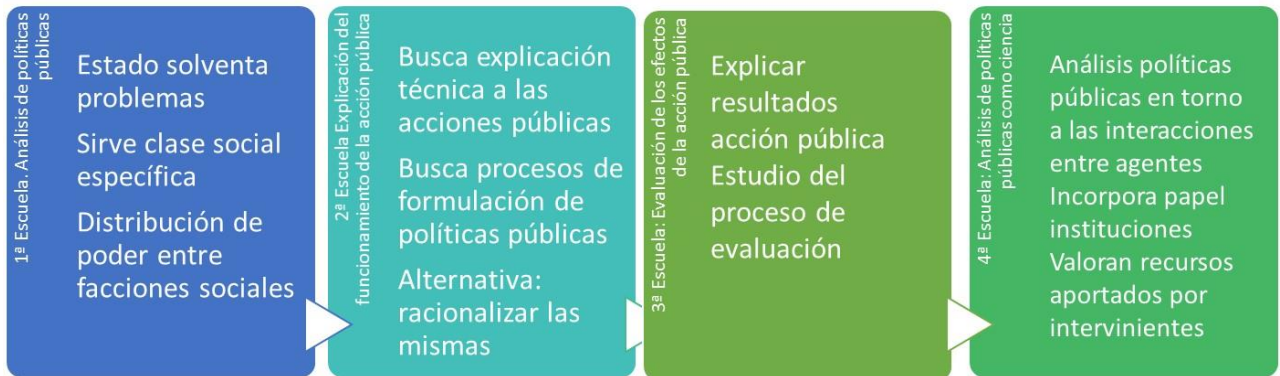 1ª Escuela. Análisis de políticas
públicas
Estado solventa
problemas
Sirve clase social
específica
Distribución de
poder entre
facciones sociales
2ª Escuela Explicación del
funcionamiento de la acción pública
Busca explicación
técnica a las
acciones públicas
Busca procesos de
formulación de
políticas públicas
Alternativa:
racionalizar las
mismas
3ª Escuela: Evaluación de los efectos
de la acción pública
Explicar
resultados
acción pública
Estudio del
proceso de
evaluación
4ª Escuela: Análisis de políticas
públicas como ciencia
Análisis políticas
públicas en torno
a las interacciones
entre agentes
Incorpora papel
instituciones
Valoran recursos
aportados por
intervinientes